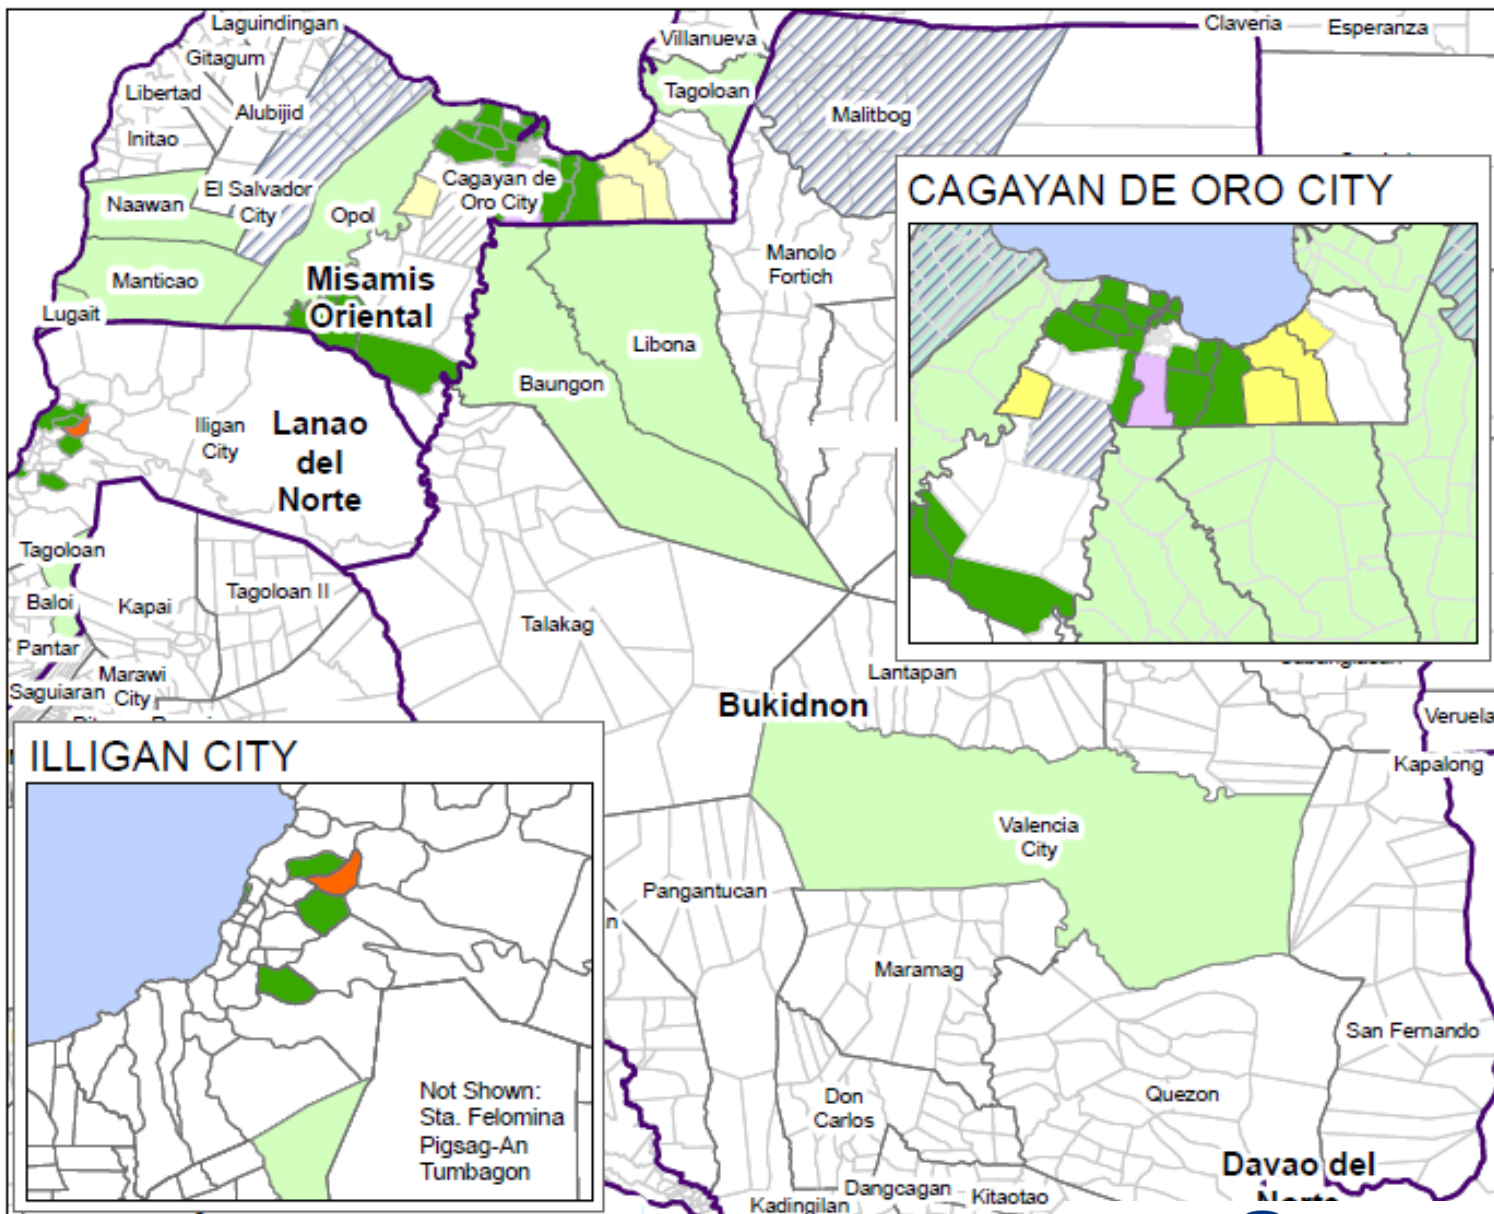 Laguindingan
Gitagum
Libertad
Alubijid
Initao
Villanueva
Tagoloan
Claveria
Esperanza
Malitbog
Naawan
El Salvador
City
Opol
Cagayan de
Oro City
Manticao
Lugait
Misamis
Oriental
Manolo
Fortich
Libona
Baungon
Iligan
City
Lanao
del
Norte
CAGAYAN DE ORO CITY
Tagoloan
Baloi
Kapai
Tagoloan II
Pantar
Marawi
City
Saguiaran
Talakag
Lantapan
Bukidnon
Veruela
Kapalong
ILLIGAN CITY
Valencia
City
Pangantucan
Maramag
San Fernando
Not Shown:
Sta. Felomina
Pigsag-An
Tumbagon
Don
Carlos
Quezon
Davao del
Norte
Dangcagan
Kitaotao
Kadingilan